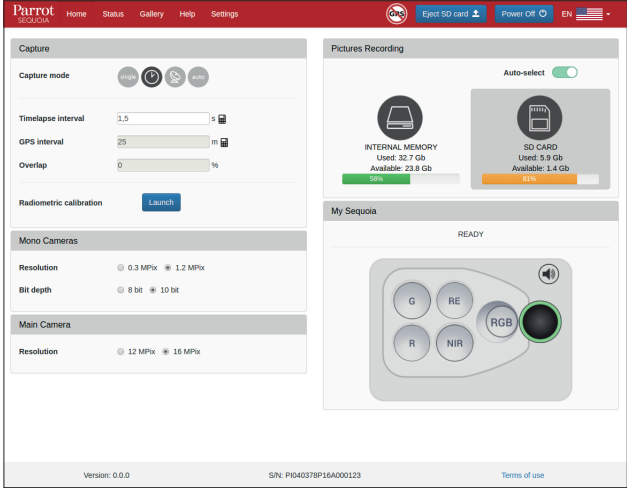 Parrot
SEQUOIA
Home Status Gallery Help Settings
GPS
Eject SD card
Power Off
EN
Capture
Capture mode
single
auto
Timelapse interval 1,5 s
GPS interval 25 m
Overlap 0 %
Radiometric calibration Launch
Mono Cameras
Resolution 0.3 MPix 1.2 MPix
Bit depth 8 bit 10 bit
Main Camera
Resolution 12 MPix 16 MPix
Pictures Recording
Auto-select
INTERNAL MEMORY
Used: 32.7 Gb
Available: 23.8 Gb
58%
SD CARD
Used: 5.9 Gb
Available: 1.4 Gb
81%
My Sequoia
READY
G RE
RGB
R NIR
Version: 0.0.0 S/N: PI040378P16A000123 Terms of use